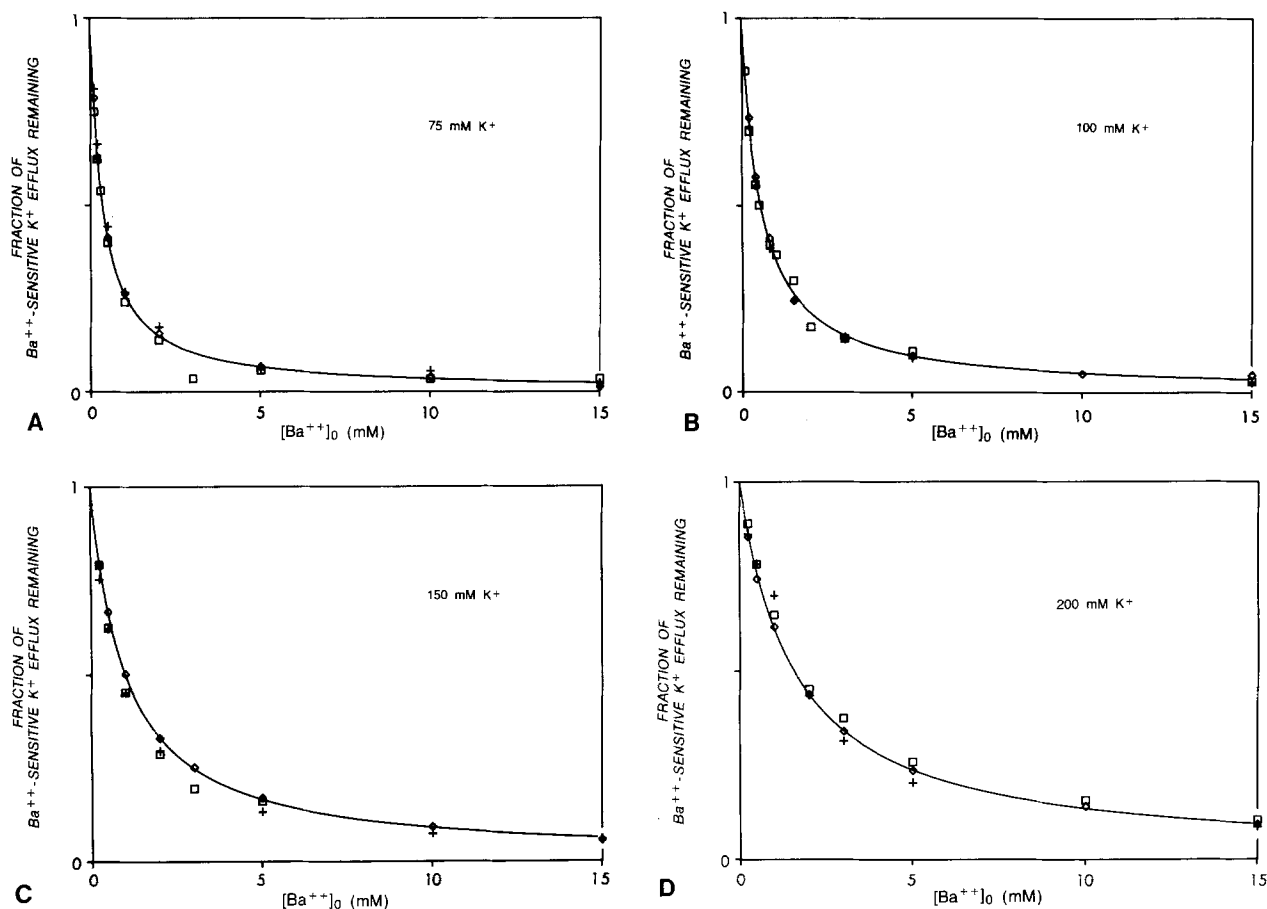 1
FRACTION OF
Ba++-SENSITIVE K+ EFFLUX REMAINING
75 mM K+
0
0 5 10 15
A
[Ba++]0 (mM)
1
FRACTION OF
Ba++-SENSITIVE K+ EFFLUX REMAINING
100 mM K+
0
0 5 10 15
B
[Ba++]0 (mM)
1
FRACTION OF
Ba++-SENSITIVE K+ EFFLUX REMAINING
150 mM K+
0
0 5 10 15
C
[Ba++]0 (mM)
1
FRACTION OF
Ba++-SENSITIVE K+ EFFLUX REMAINING
200 mM K+
0
0 5 10 15
D
[Ba++]0 (mM)